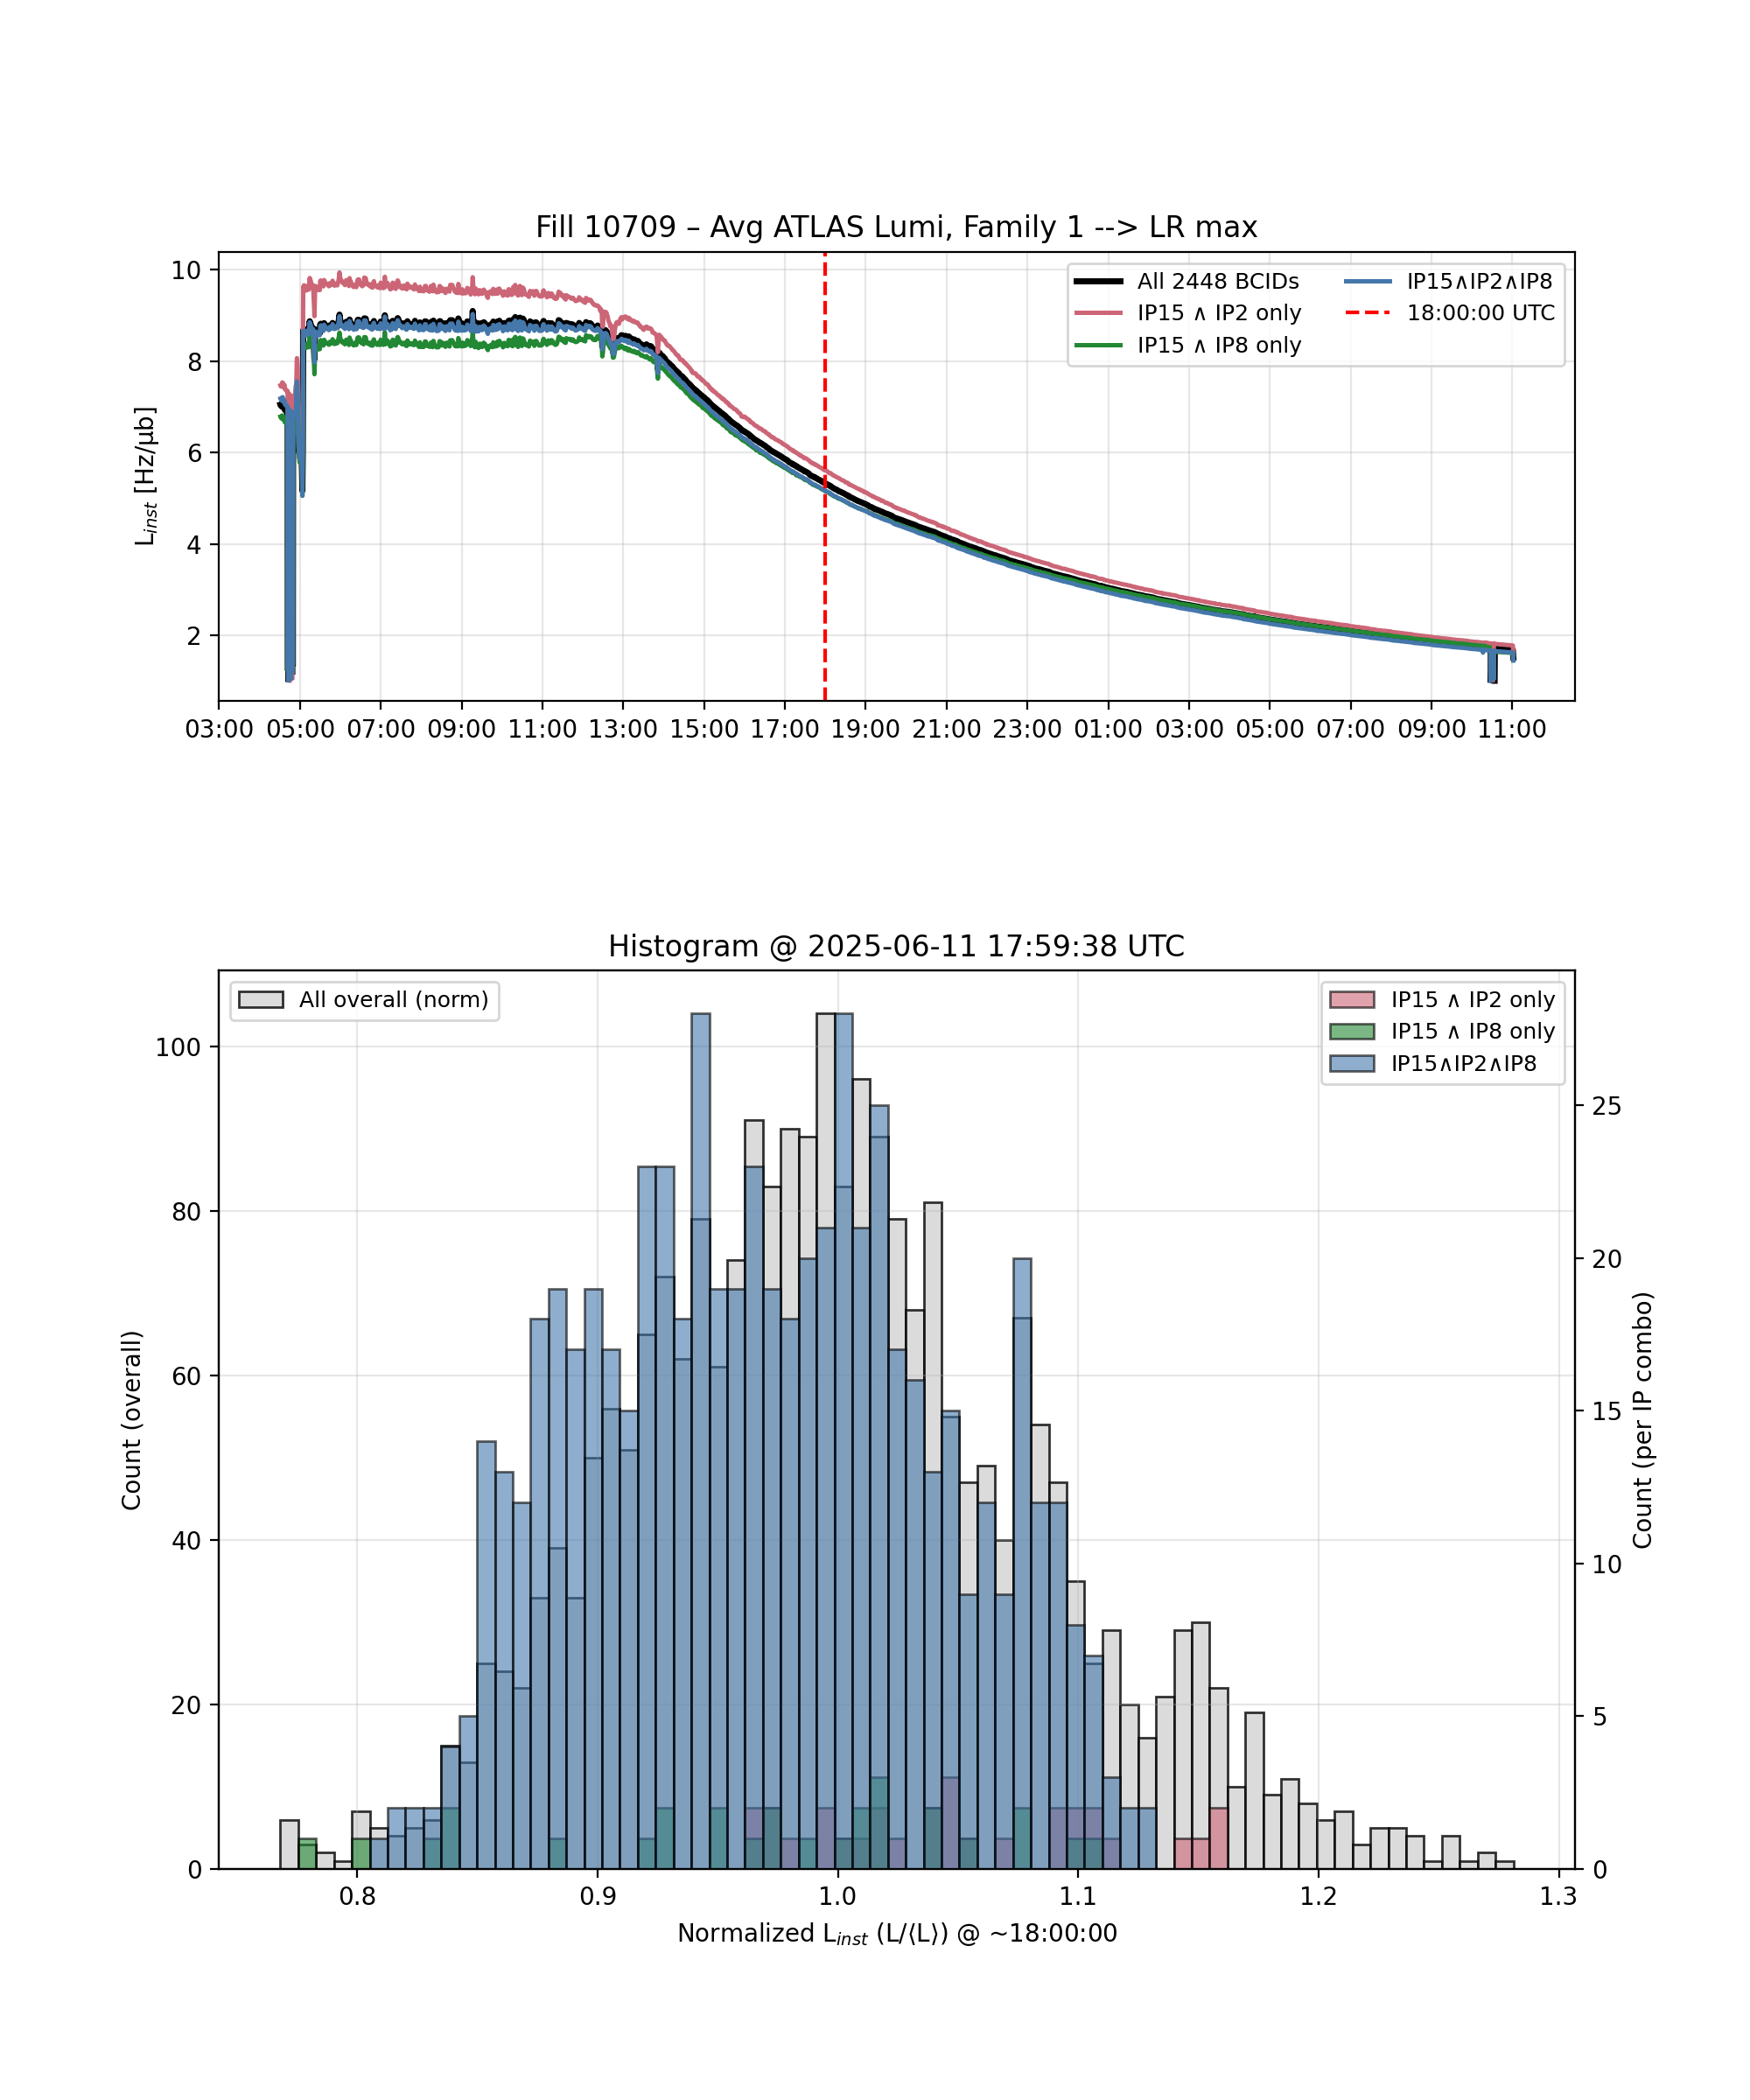 Fill 10709 – Avg ATLAS Lumi, Family 1 --> LR max
L_inst [Hz/μb]
10
8
6
4
2
All 2448 BCIDs
IP15 ∧ IP2 only
IP15 ∧ IP8 only
IP15∧IP2∧IP8
18:00:00 UTC
03:00 05:00 07:00 09:00 11:00 13:00 15:00 17:00 19:00 21:00 23:00 01:00 03:00 05:00 07:00 09:00 11:00
Histogram @ 2025-06-11 17:59:38 UTC
All overall (norm)
IP15 ∧ IP2 only
IP15 ∧ IP8 only
IP15∧IP2∧IP8
Count (overall)
100
80
60
40
20
0
25
20
15
10
5
0
Count (per IP combo)
0.8 0.9 1.0 1.1 1.2 1.3
Normalized L_inst (L/⟨L⟩) @ ~18:00:00